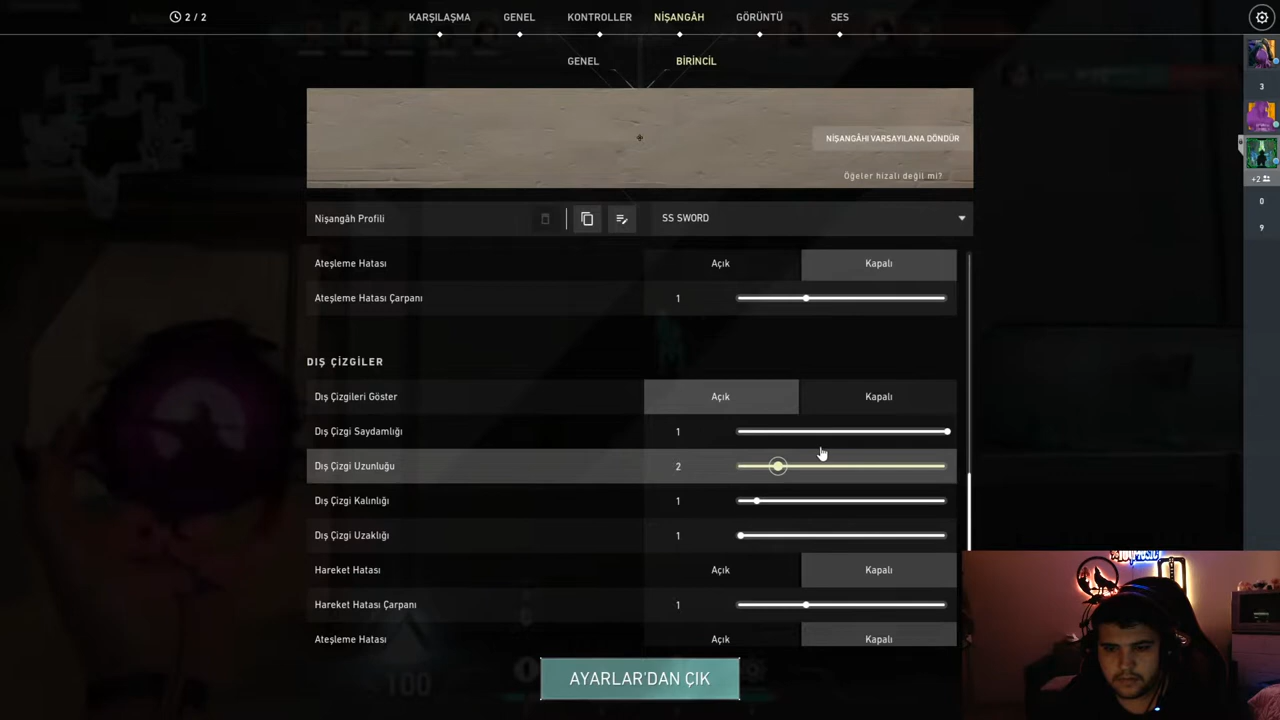 2 / 2
KARŞILAŞMA
GENEL
KONTROLLER
NİŞANGÂH
GÖRÜNTÜ
SES
GENEL
BİRİNCİL
3
NİŞANGÂHI VARSAYILANA DÖNDÜR
Öğeler hizalı değil mi?
+2
0
9
Nişangâh Profili
SS SWORD
Ateşleme Hatası
Açık
Kapalı
Ateşleme Hatası Çarpanı
1
DIŞ ÇİZGİLER
Dış Çizgileri Göster
Açık
Kapalı
Dış Çizgi Saydamlığı
1
Dış Çizgi Uzunluğu
2
Dış Çizgi Kalınlığı
1
Dış Çizgi Uzaklığı
1
Hareket Hatası
Açık
Kapalı
Hareket Hatası Çarpanı
1
Ateşleme Hatası
Açık
Kapalı
AYARLAR'DAN ÇIK
100